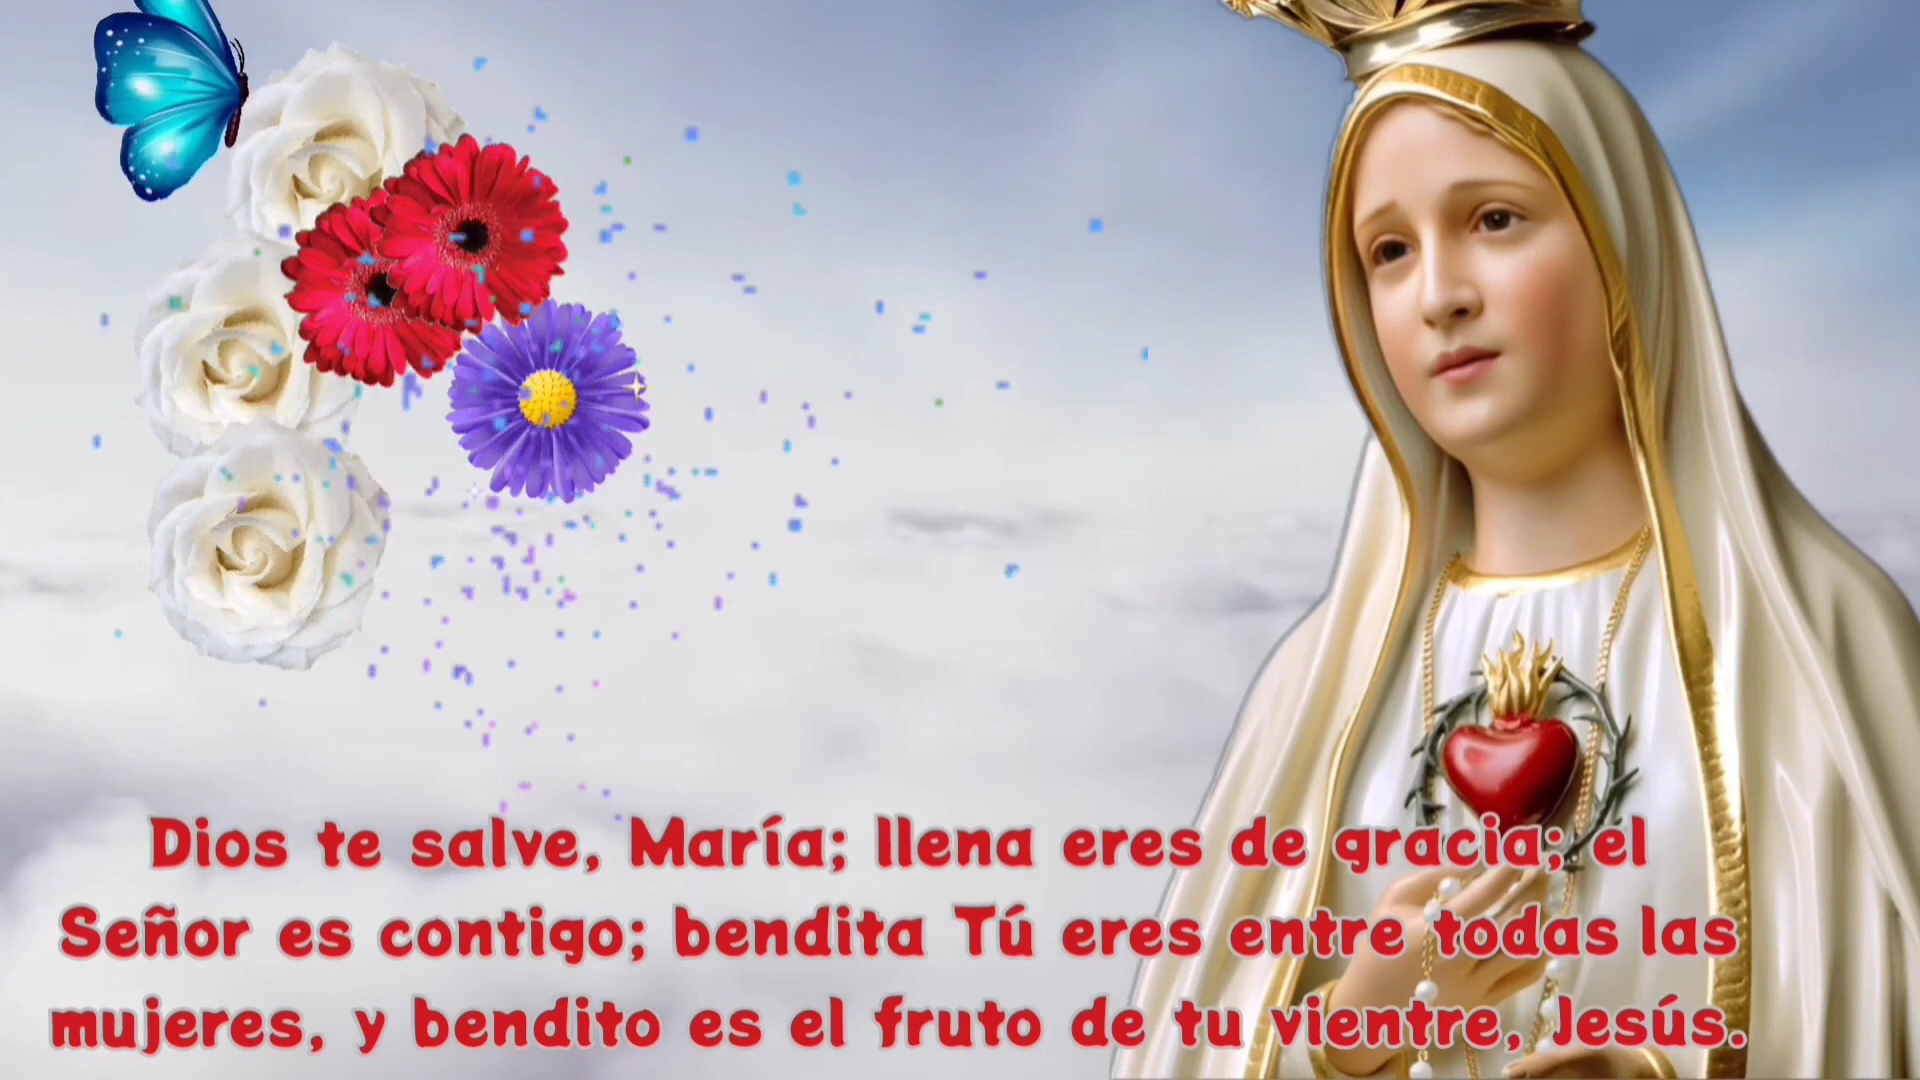 Dios te salve, María; llena eres de gracia; el
Señor es contigo; bendita Tú eres entre todas las
mujeres, y bendito es el fruto de tu vientre, Jesús.